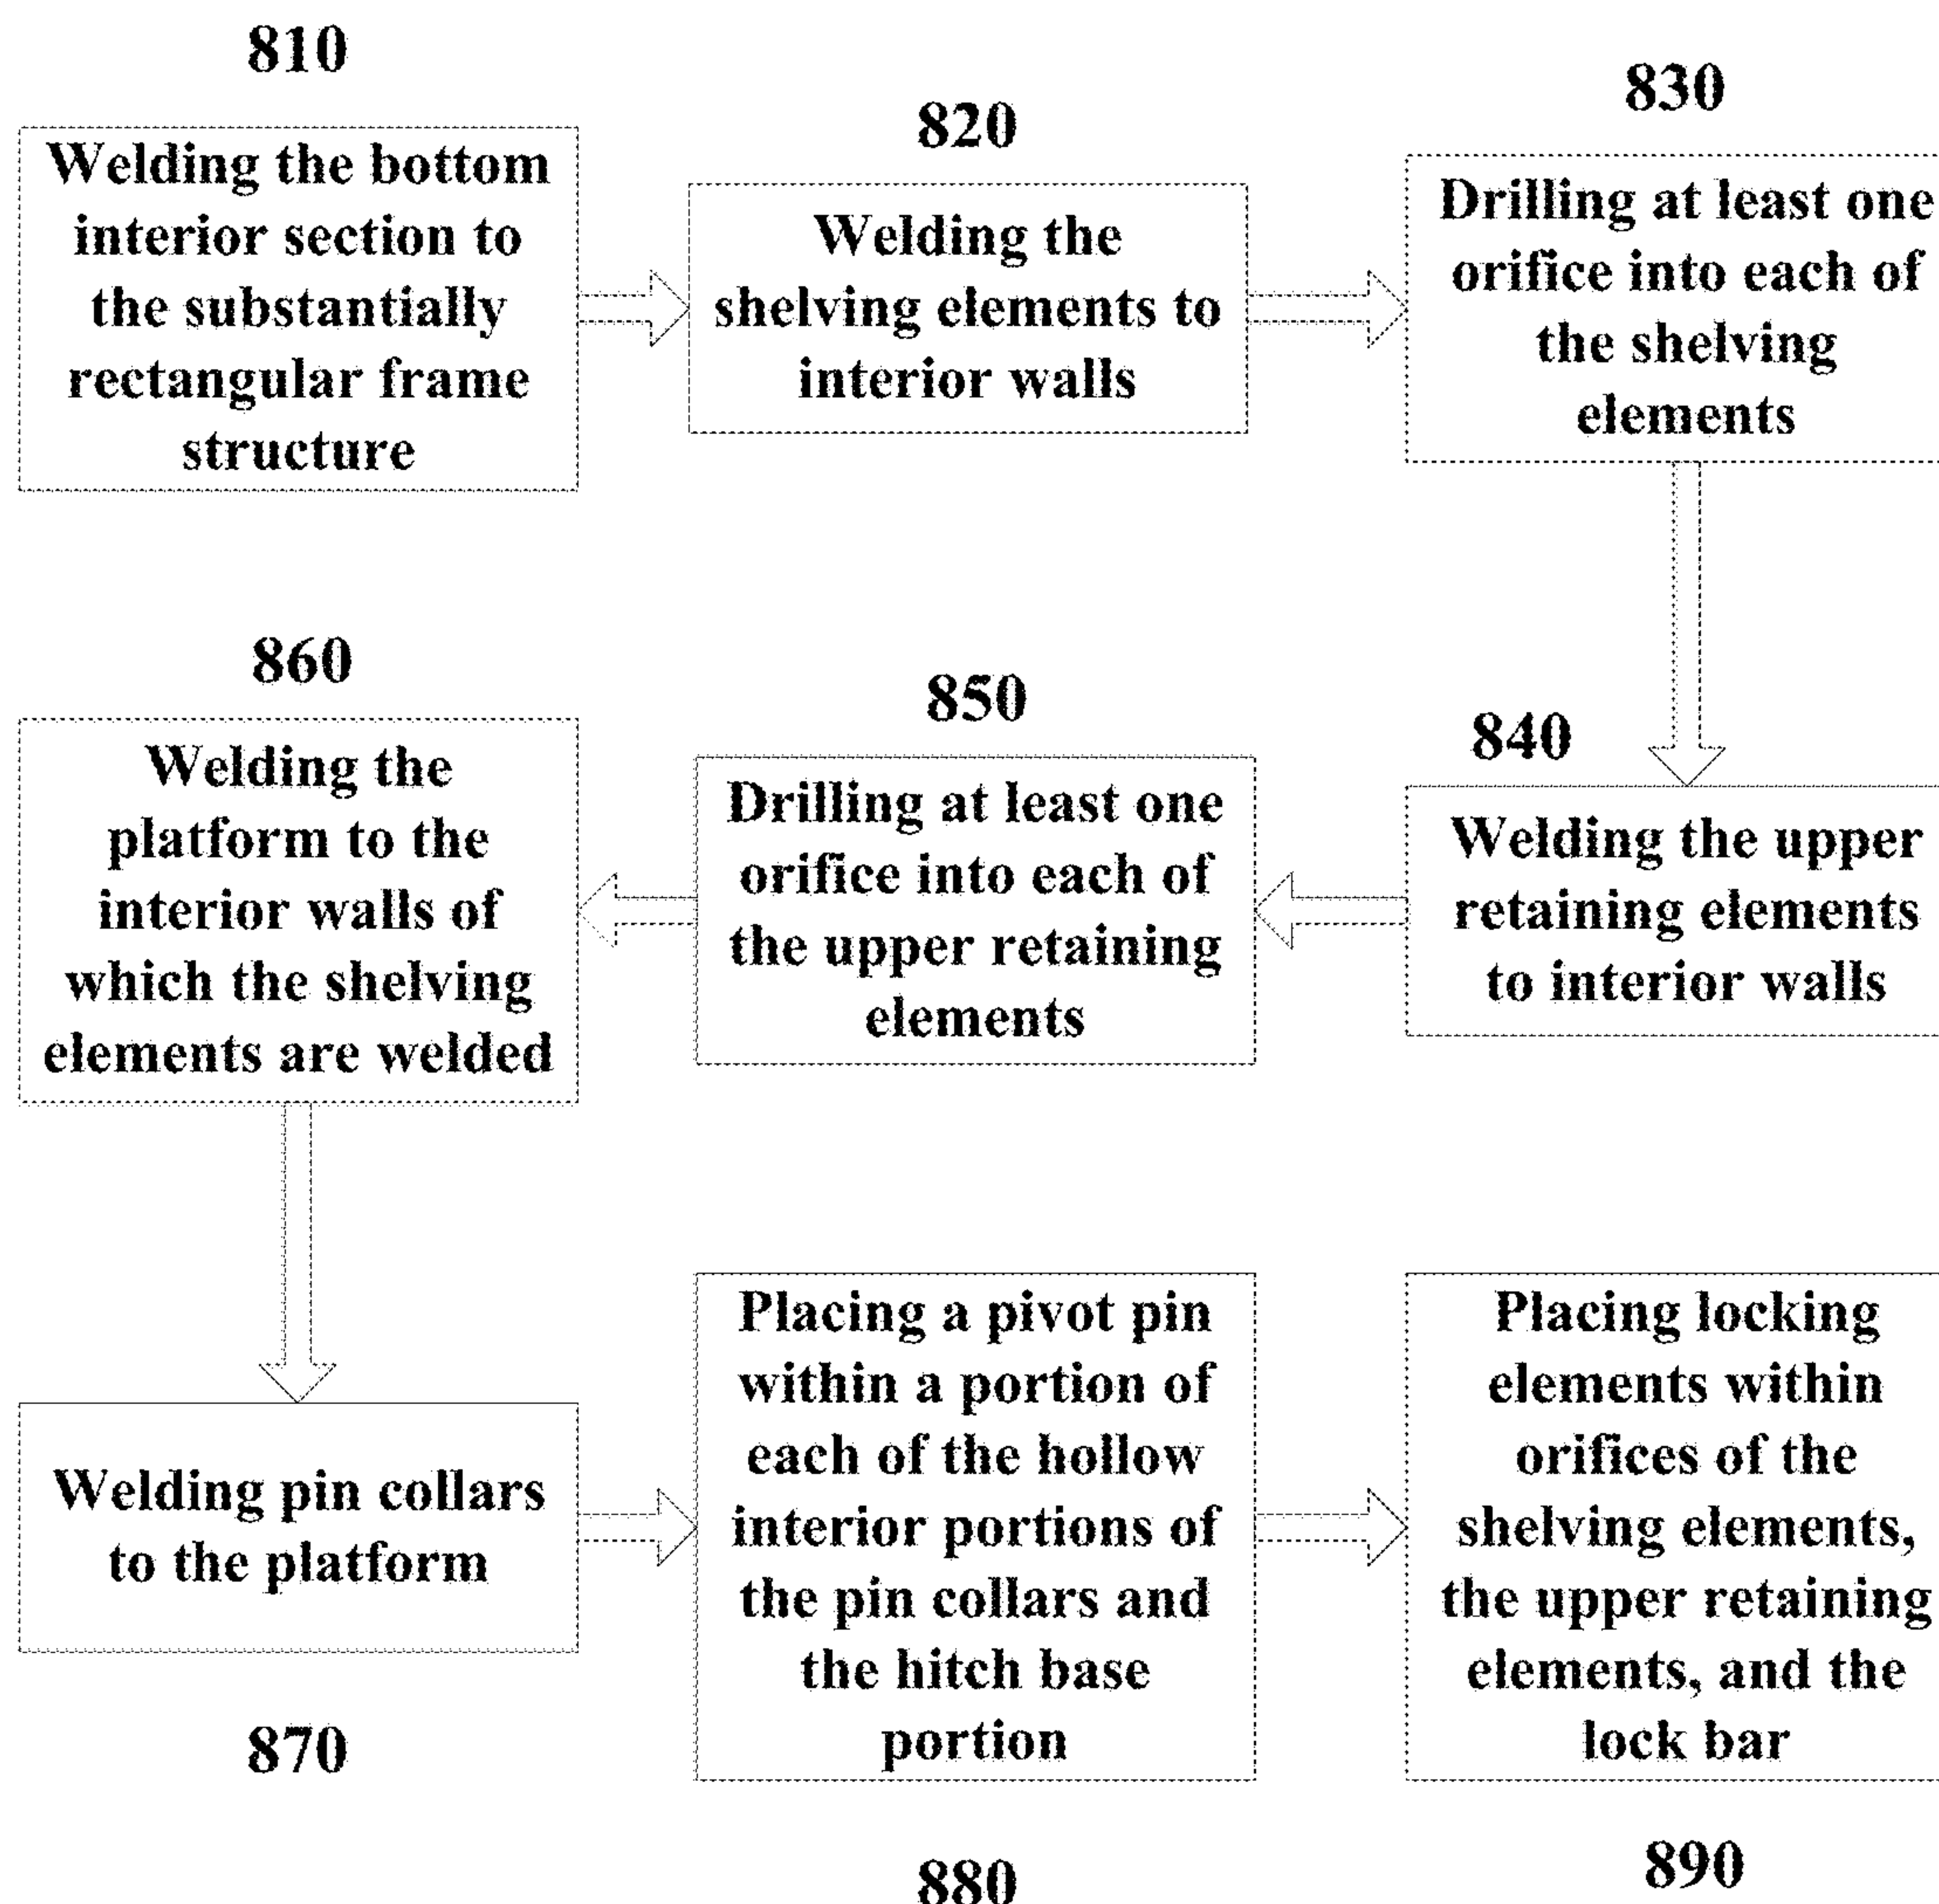 810
Welding the bottom
interior section to
the substantially
rectangular frame
structure
820
Welding the
shelving elements to
interior walls
830
Drilling at least one
orifice into each of
the shelving
elements
840
Welding the upper
retaining elements
to interior walls
850
Drilling at least one
orifice into each of
the upper retaining
elements
860
Welding the
platform to the
interior walls of
which the shelving
elements are welded
Welding pin collars
to the platform
870
Placing a pivot pin
within a portion of
each of the hollow
interior portions of
the pin collars and
the hitch base
portion
880
Placing locking
elements within
orifices of the
shelving elements,
the upper retaining
elements, and the
lock bar
890